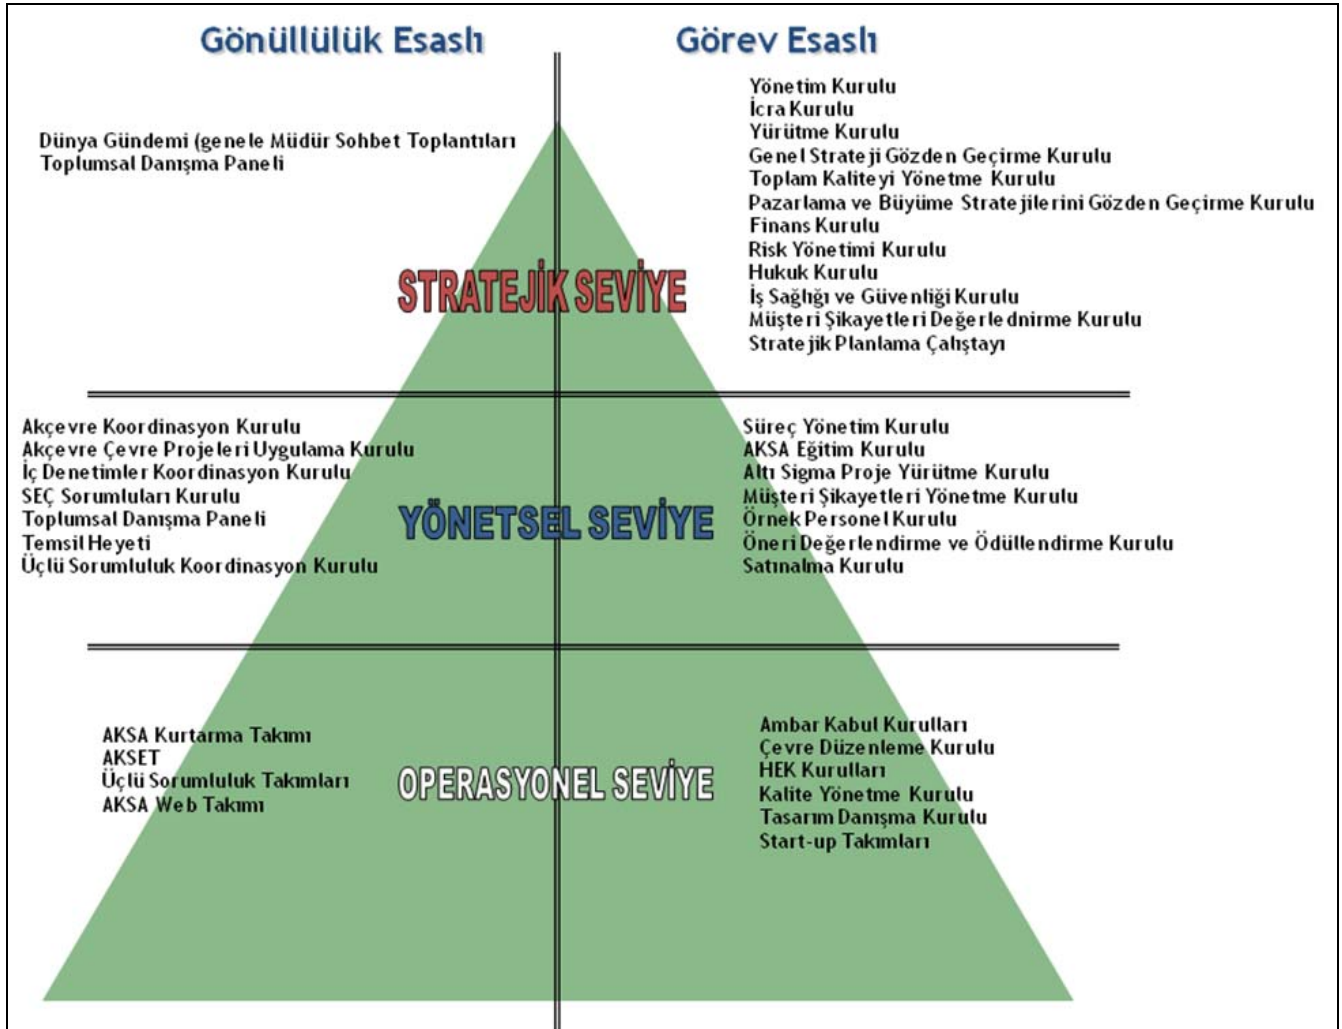 Gönüllülük Esaslı
Görev Esaslı
Dünya Gündemi (genele Müdür Sohbet Toplantıları
Toplumsal Danışma Paneli
Yönetim Kurulu
İcra Kurulu
Yürütme Kurulu
Genel Strateji Gözden Geçirme Kurulu
Toplam Kaliteyi Yönetme Kurulu
Pazarlama ve Büyüme Stratejilerini Gözden Geçirme Kurulu
Finans Kurulu
Risk Yönetimi Kurulu
Hukuk Kurulu
İş Sağlığı ve Güvenliği Kurulu
Müşteri Şikayetleri Değerlednirme Kurulu
Stratejik Planlama Çalıştayı
STRATEJİK SEVİYE
Akçevre Koordinasyon Kurulu
Akçevre Çevre Projeleri Uygulama Kurulu
İç Denetimler Koordinasyon Kurulu
SEÇ Sorumluları Kurulu
Toplumsal Danışma Paneli
Temsil Heyeti
Üçlü Sorumluluk Koordinasyon Kurulu
YÖNETSEL SEVİYE
Süreç Yönetim Kurulu
AKSA Eğitim Kurulu
Altı Sigma Proje Yürütme Kurulu
Müşteri Şikayetleri Yönetme Kurulu
Örnek Personel Kurulu
Öneri Değerlendirme ve Ödüllendirme Kurulu
Satınalma Kurulu
AKSA Kurtarma Takımı
AKSET
Üçlü Sorumluluk Takımları
AKSA Web Takımı
OPERASYONEL SEVİYE
Ambar Kabul Kurulları
Çevre Düzenleme Kurulu
HEK Kurulları
Kalite Yönetme Kurulu
Tasarım Danışma Kurulu
Start-up Takımları